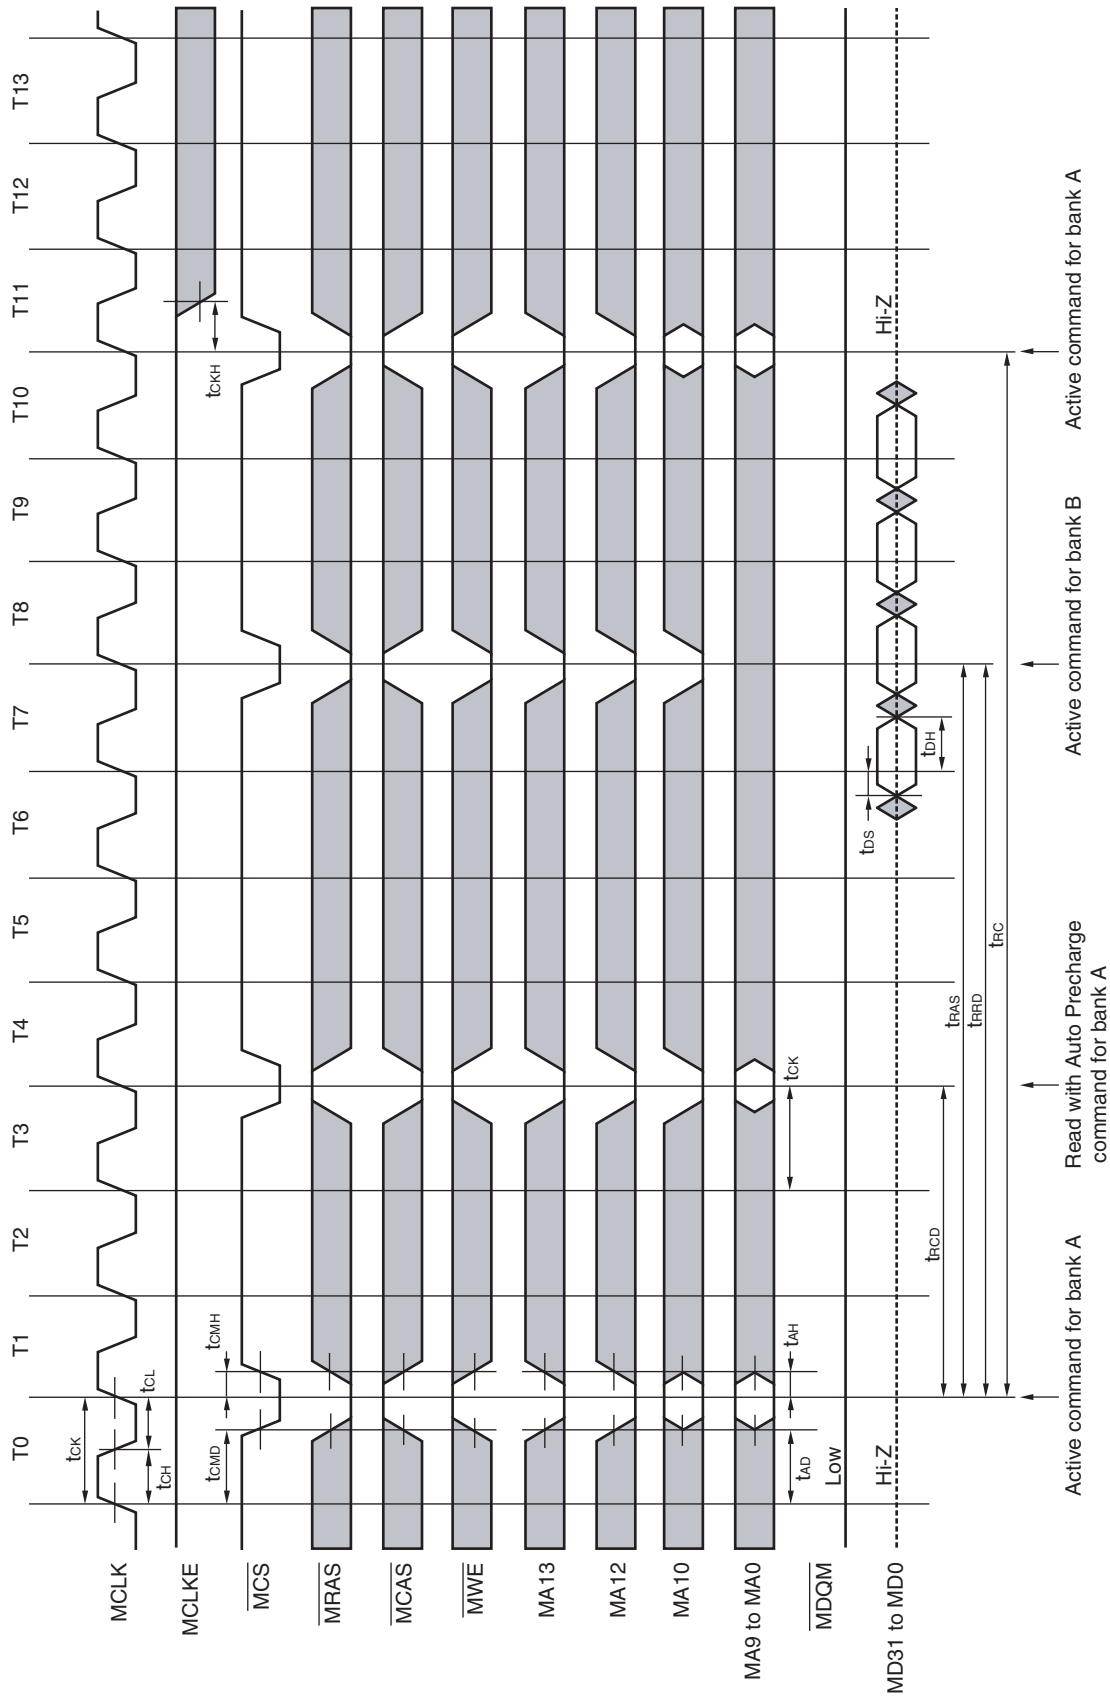 T0
T1
T2
T3
T4
T5
T6
T7
T8
T9
T10
T11
T12
T13
MCLK
tCK
tCH
tCL
MCLKE
tCKH
MCS
tCMD
tCMH
MRAS
MCAS
MWE
MA13
MA12
MA10
MA9 to MA0
tAD
tAH
tCK
MDQM
Low
MD31 to MD0
Hi-Z
tDS
tDH
Hi-Z
tRCD
tRAS
tRRD
tRC
Active command for bank A
Read with Auto Precharge
command for bank A
Active command for bank B
Active command for bank A